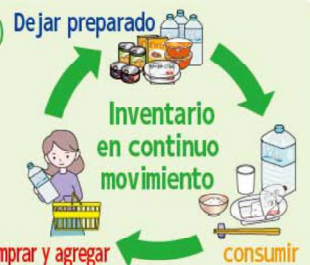 Dejar preparado
Inventario
en continuo
movimiento
mprar y agregar
consumir